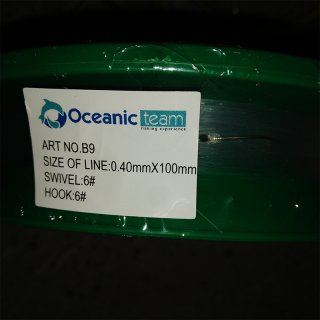 Oceanic team
fishing experience
ART NO.B9
SIZE OF LINE:0.40mmX100mm
SWIVEL:6#
HOOK:6#